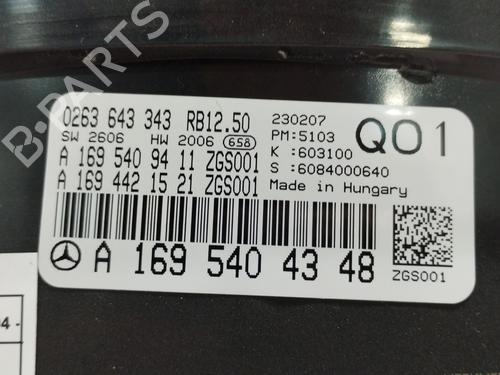 B-PARTS
0263 643 343 RB12.50
SW 2606 HW 2006 658
A 169 540 94 11 ZGS001
A 169 442 15 21 ZGS001
230207
PM:5103
K :603100
S :6084000640
Made in Hungary
Q01
A 169 540 43 48
ZGS001
04 -